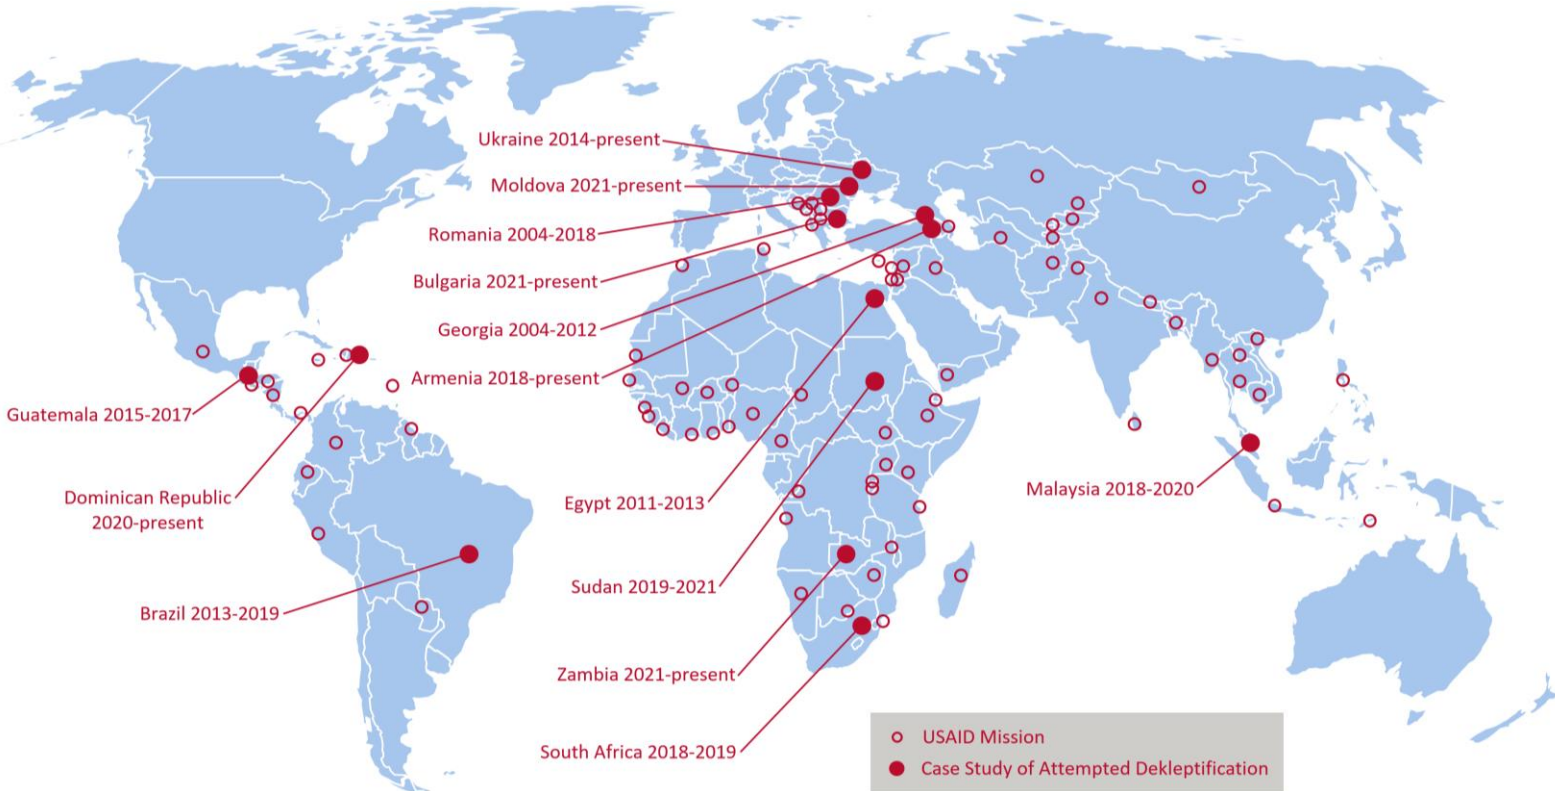 Ukraine 2014-present
Moldova 2021-present
Romania 2004-2018
Bulgaria 2021-present
Georgia 2004-2012
Armenia 2018-present
Guatemala 2015-2017
Dominican Republic
2020-present
Brazil 2013-2019
Egypt 2011-2013
Malaysia 2018-2020
Sudan 2019-2021
Zambia 2021-present
South Africa 2018-2019
USAID Mission
Case Study of Attempted Dekleptification